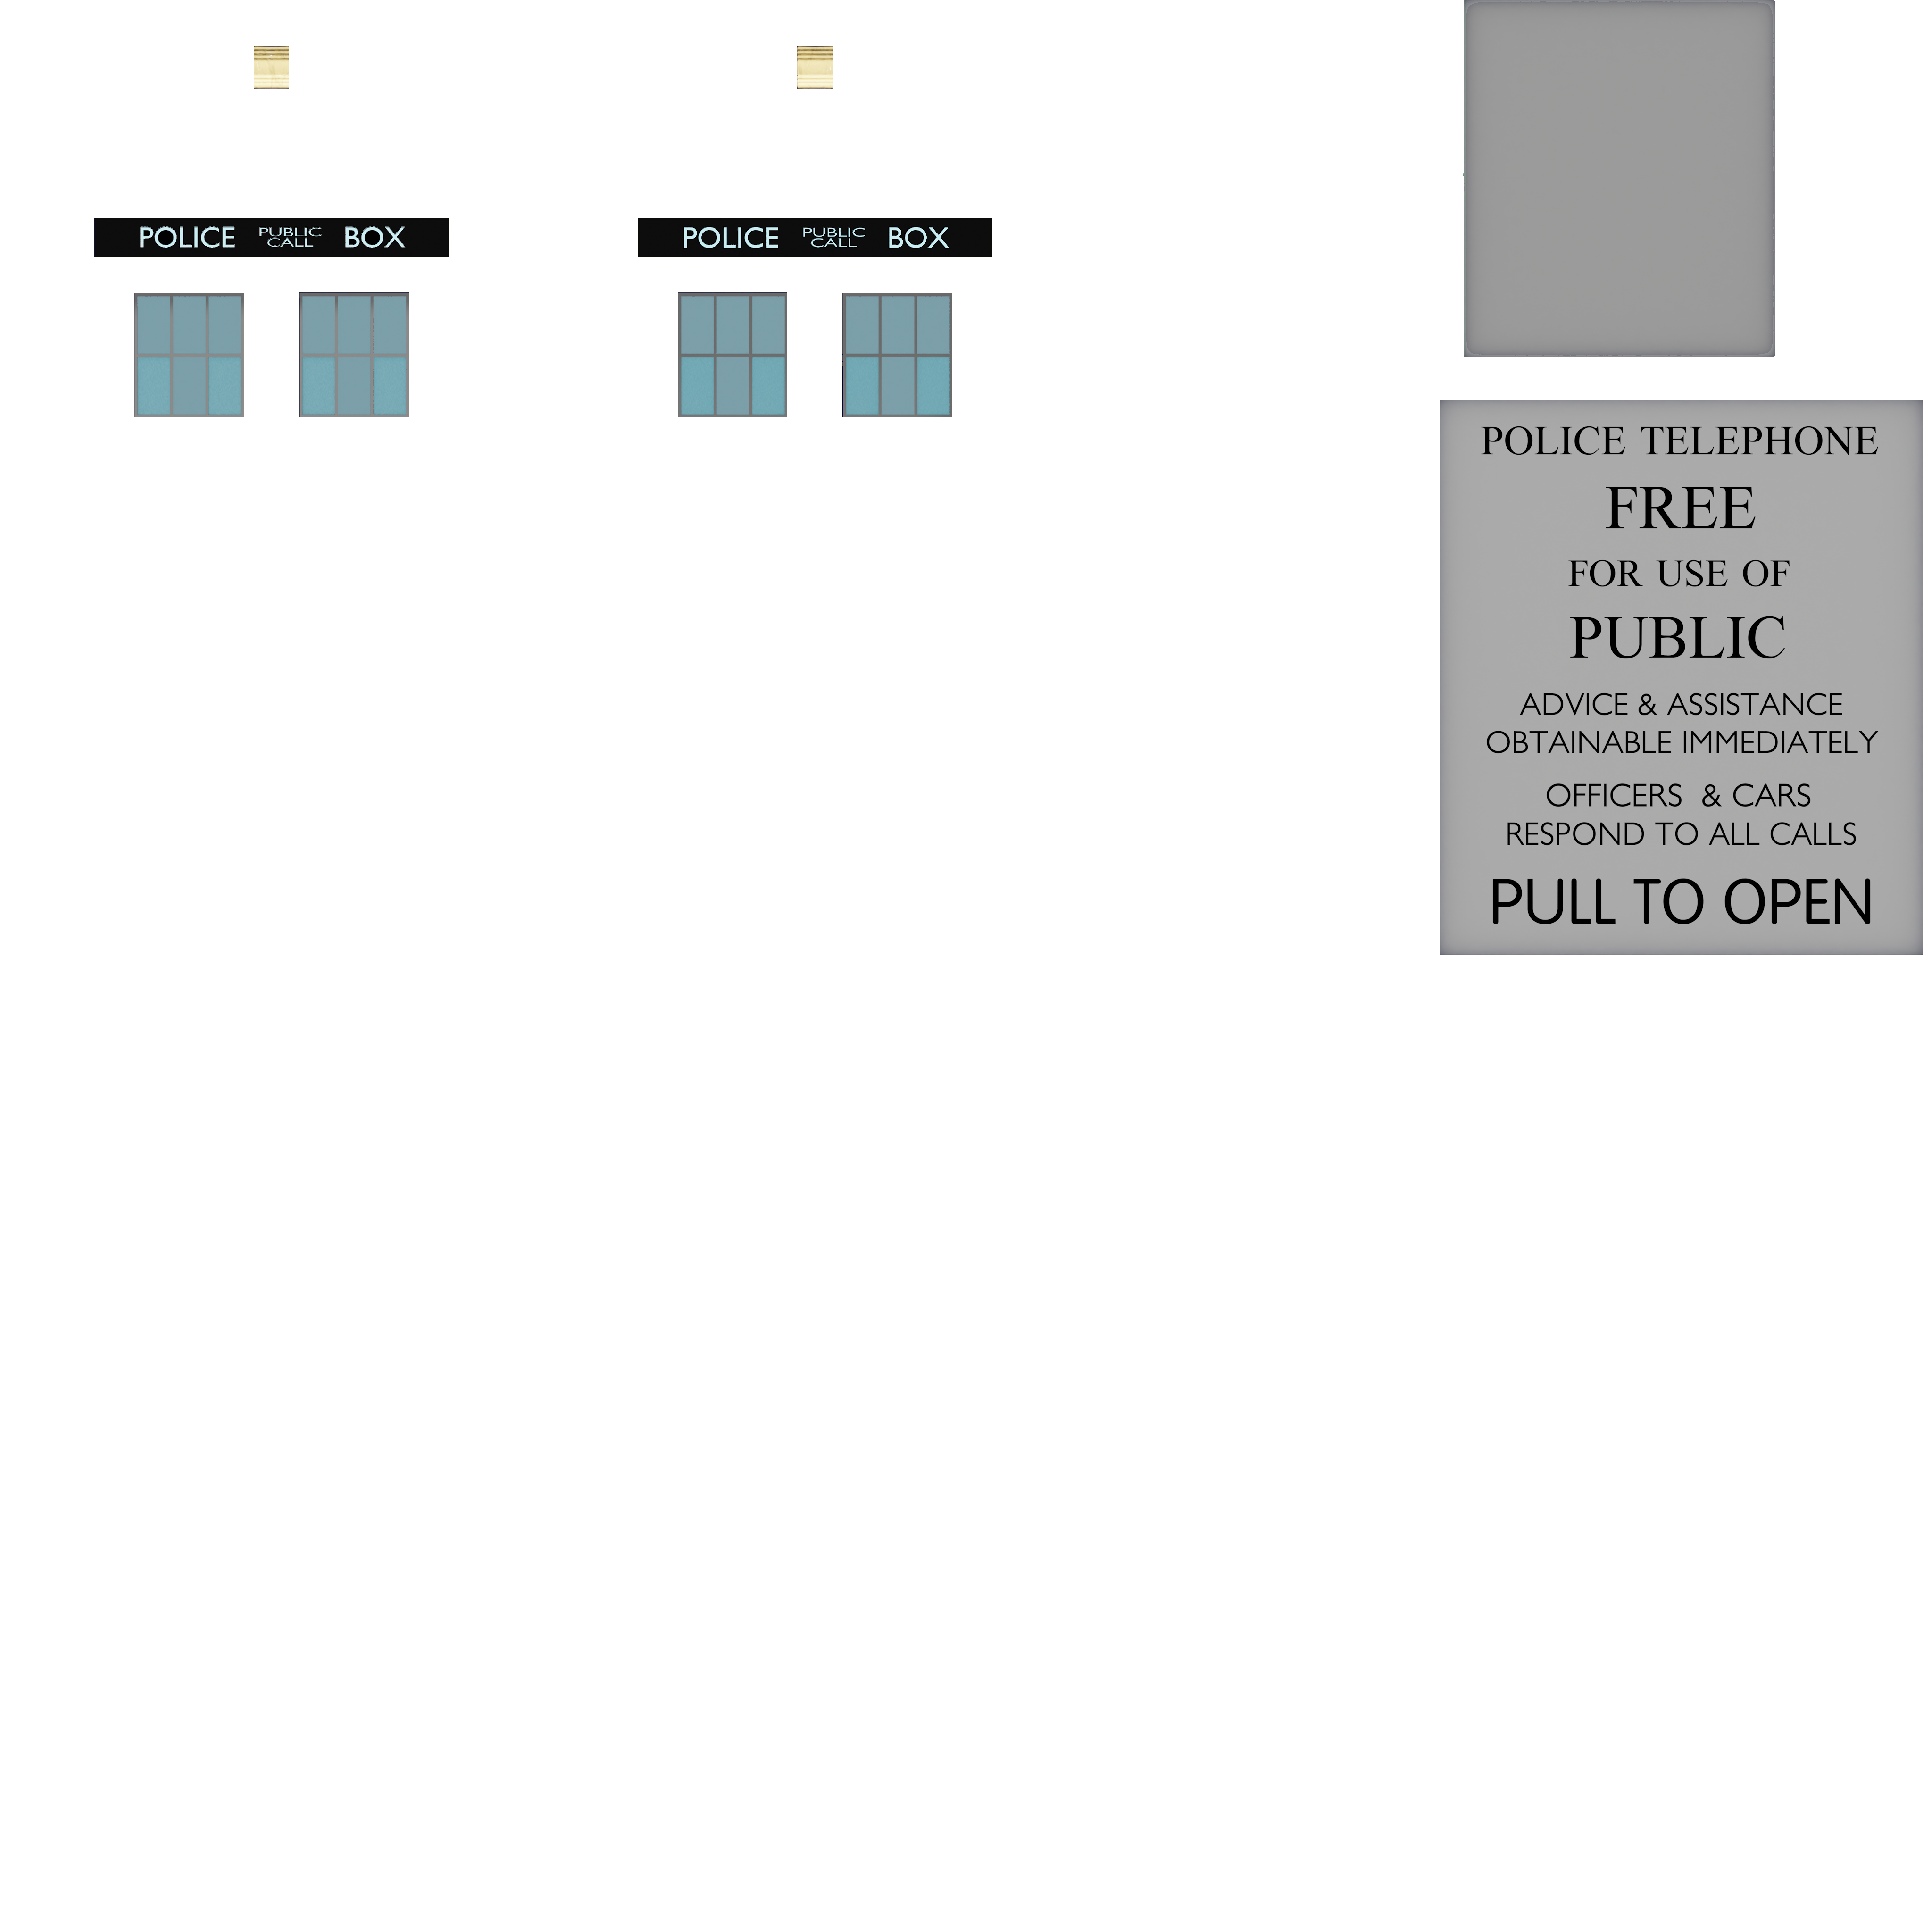 POLICE PUBLIC CALL BOX
POLICE PUBLIC CALL BOX
POLICE TELEPHONE
FREE
FOR USE OF
PUBLIC
ADVICE & ASSISTANCE
OBTAINABLE IMMEDIATELY
OFFICERS & CARS
RESPOND TO ALL CALLS
PULL TO OPEN